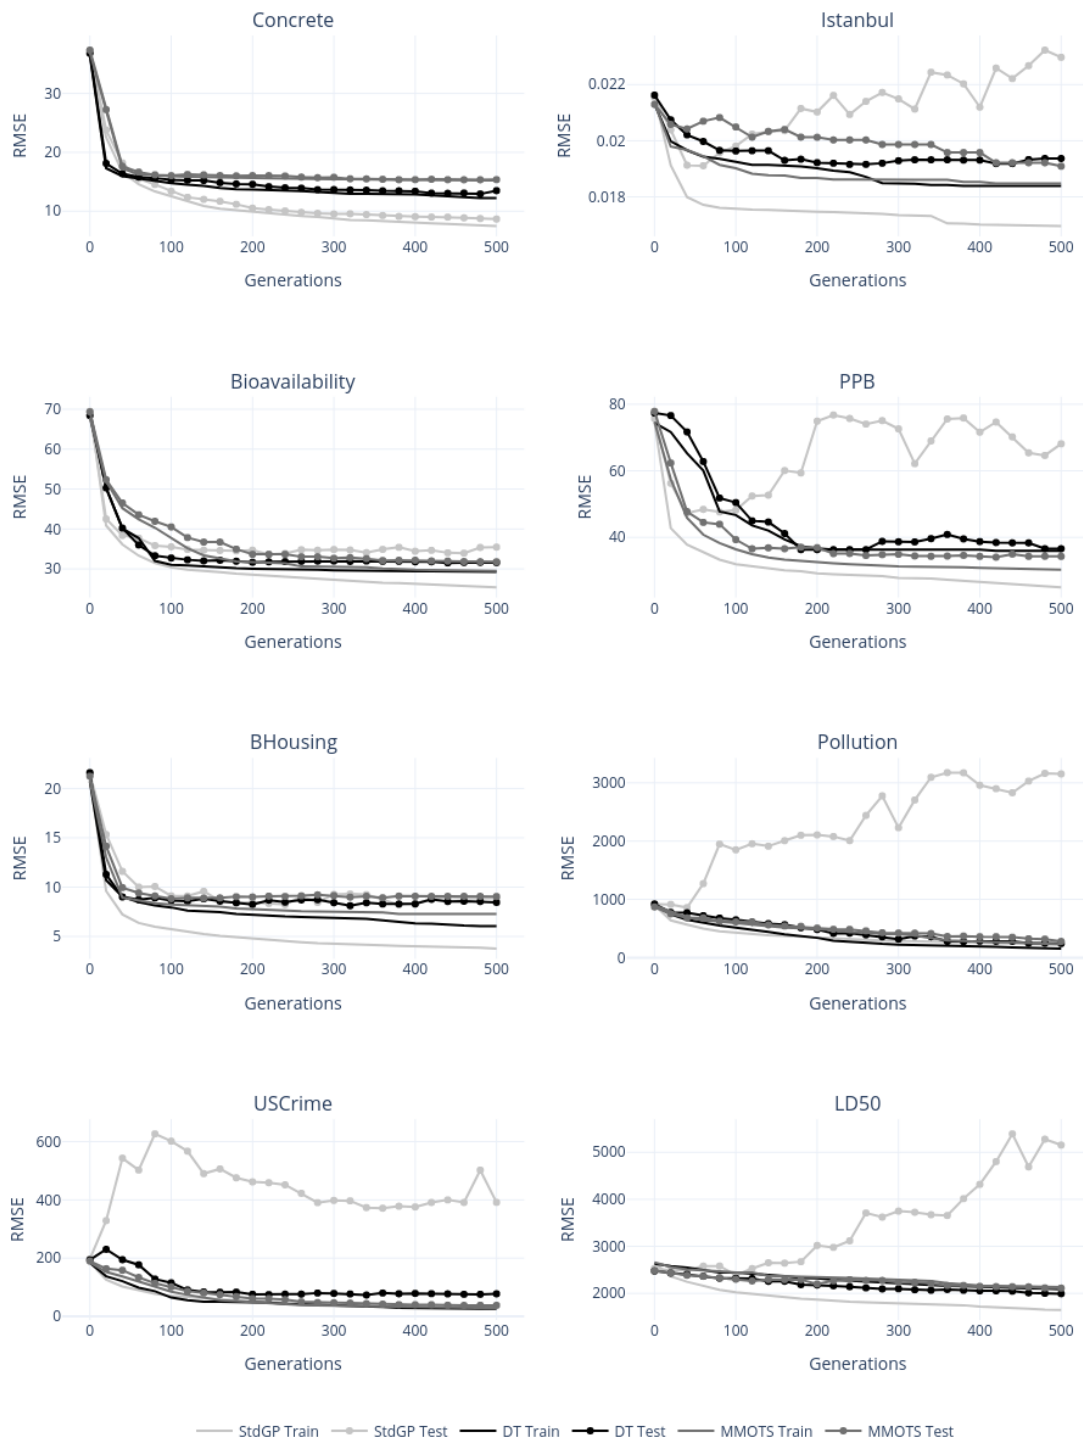 Concrete
RMSE
30
20
10
0 100 200 300 400 500
Generations
Istanbul
RMSE
0.022
0.02
0.018
0 100 200 300 400 500
Generations
Bioavailability
RMSE
70
60
50
40
30
0 100 200 300 400 500
Generations
PPB
RMSE
80
60
40
0 100 200 300 400 500
Generations
BHousing
RMSE
20
15
10
5
0 100 200 300 400 500
Generations
Pollution
RMSE
3000
2000
1000
0
0 100 200 300 400 500
Generations
USCrime
RMSE
600
400
200
0
0 100 200 300 400 500
Generations
LD50
RMSE
5000
4000
3000
2000
0 100 200 300 400 500
Generations
StdGP Train StdGP Test DT Train DT Test MMOTS Train MMOTS Test